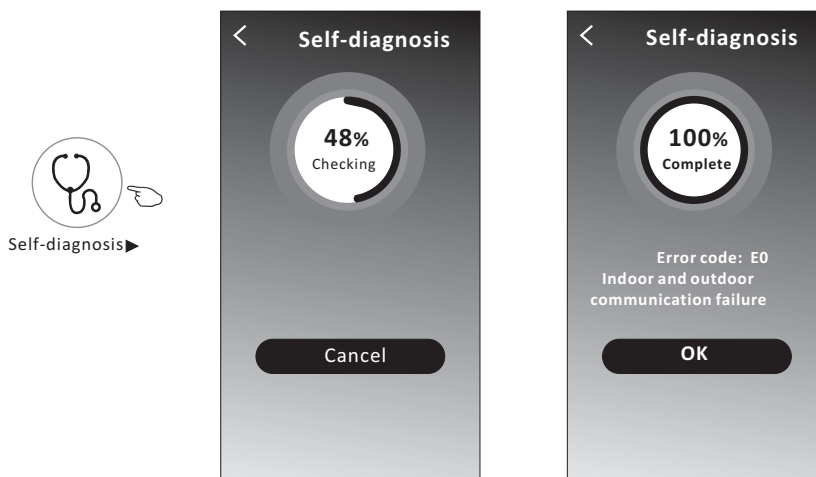 Self-diagnosis▶
Self-diagnosis
48%
Checking
Cancel
Self-diagnosis
100%
Complete
Error code: E0
Indoor and outdoor
communication failure
OK